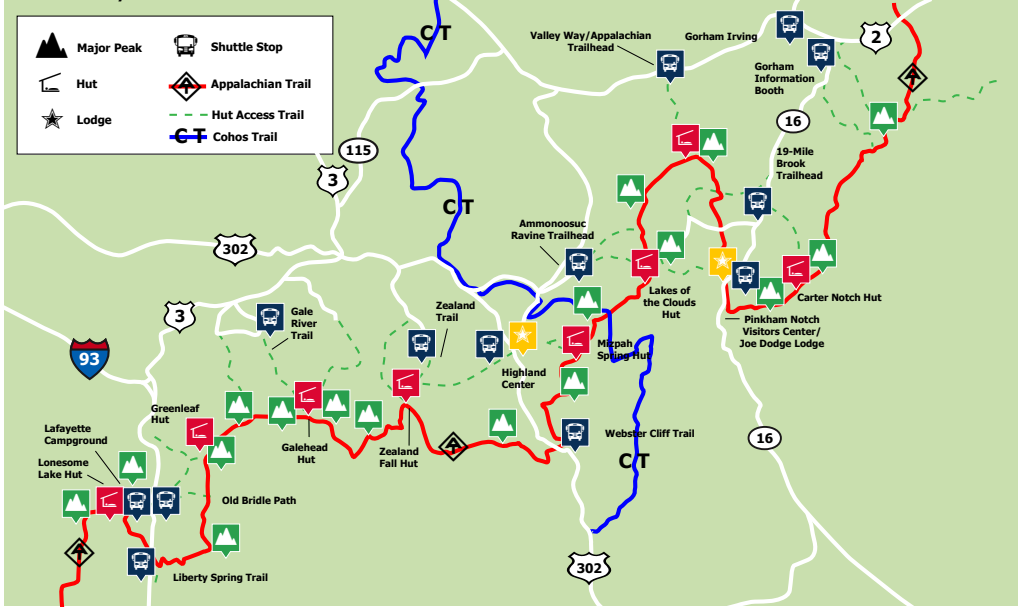 Major Peak
Shuttle Stop
Hut
Appalachian Trail
Lodge
Hut Access Trail
CT
Cohos Trail
CT
Valley Way/Appalachian
Trailhead
Gorham Irving
2
Gorham
Information
Booth
16
115
3
19-Mile
Brook
Trailhead
CT
302
Ammonoosuc
Ravine Trailhead
Lakes of
the Clouds
Hut
Carter Notch Hut
Pinkham Notch
Visitors Center/
Joe Dodge Lodge
3
Gale
River
Trail
Zealand
Trail
93
Mizpah
Spring Hut
Highland
Center
Greenleaf
Hut
Lafayette
Campground
Lonesome
Lake Hut
Galehead
Hut
Zealand
Fall Hut
Webster Cliff Trail
16
CT
Old Bridle Path
302
Liberty Spring Trail